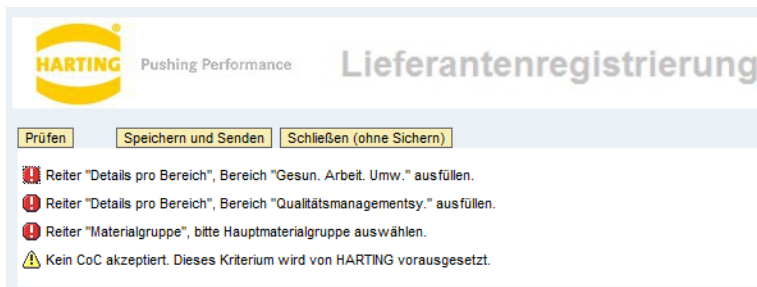 HARTING
Pushing Performance
Lieferantenregistrierung
Prüfen Speichern und Senden Schließen (ohne Sichern)
Reiter "Details pro Bereich", Bereich "Gesun. Arbeit. Umw." ausfüllen.
Reiter "Details pro Bereich", Bereich "Qualitätsmanagementsy." ausfüllen.
Reiter "Materialgruppe", bitte Hauptmaterialgruppe auswählen.
Kein CoC akzeptiert. Dieses Kriterium wird von HARTING vorausgesetzt.